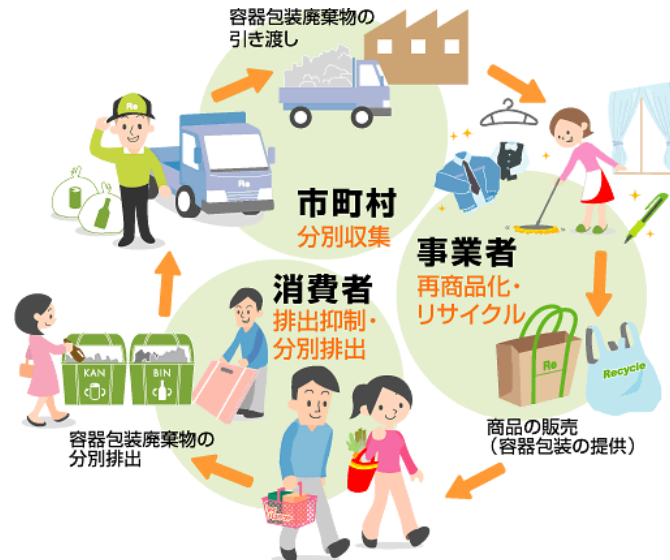 容器包装廃棄物の
引き渡し
Re
Re
市町村
分別収集
事業者
再商品化・
リサイクル
消費者
排出抑制・
分別排出
KAN
BIN
Re
Recycle
容器包装廃棄物の
分別排出
商品の販売
（容器包装の提供）